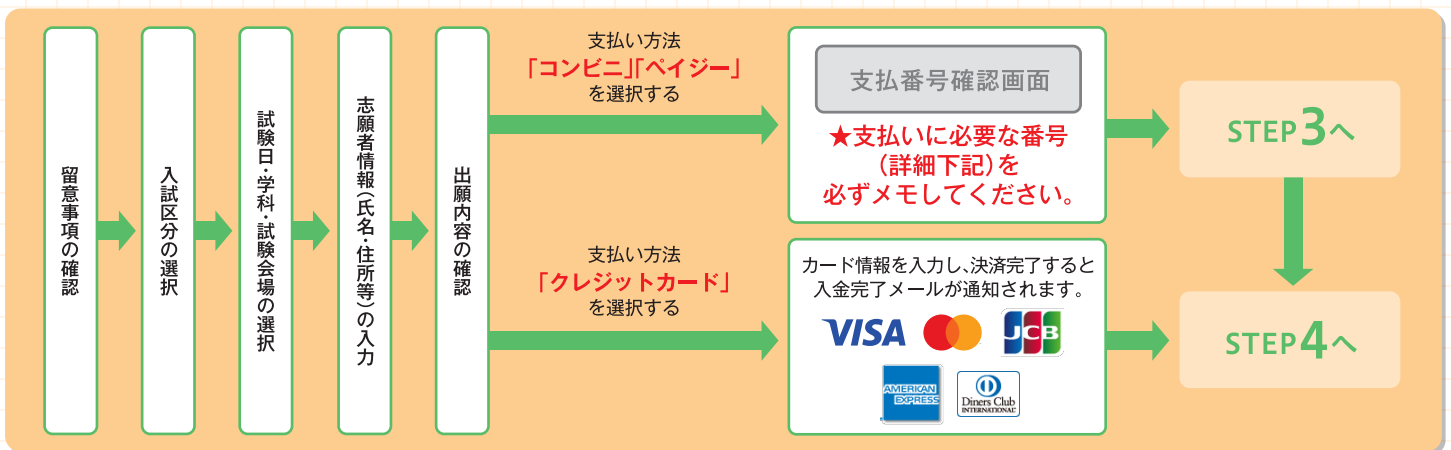 留意事項の確認
入試区分の選択
試験日・学科・試験会場の選択
志願者情報(氏名・住所等)の入力
出願内容の確認
支払い方法
「コンビニ」「ペイジー」
を選択する
支払番号確認画面
★支払いに必要な番号
(詳細下記)を
必ずメモしてください。
STEP3へ
支払い方法
「クレジットカード」
を選択する
カード情報を入力し、決済完了すると
入金完了メールが通知されます。
VISA
JCB
AMERICAN
EXPRESS
Diners Club
INTERNATIONAL
STEP4へ